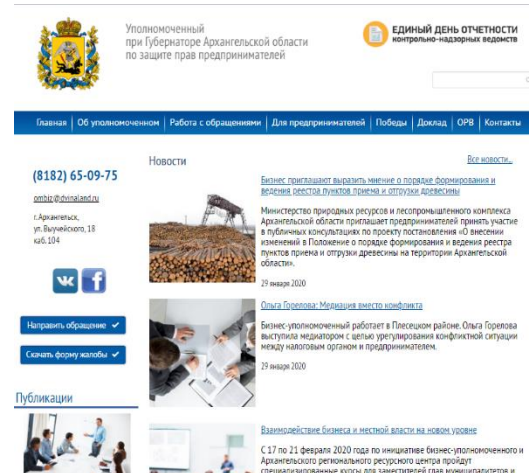 Уполномоченный
при Губернаторе Архангельской области
по защите прав предпринимателей
ЕДИНЫЙ ДЕНЬ ОТЧЕТНОСТИ
контрольно-надзорных ведомств
Главная Об уполномоченном Работа с обращениями Для предпринимателей Победы Доклад ОРВ Контакты
(8182) 65-09-75
ombiz@dvinaland.ru
г.Архангельск,
ул. Выучейского, 18
каб. 104
Направить обращение
Скачать форму жалобы
Публикации
Новости
Все новости...
Бизнес приглашают выразить мнение о порядке формирования и
ведения реестра пунктов приема и отгрузки древесины
Министерство природных ресурсов и лесопромышленного комплекса
Архангельской области приглашает предпринимателей принять участие
в публичных консультациях по проекту постановления «О внесении
изменений в Положение о порядке формирования и ведения реестра
пунктов приема и отгрузки древесины на территории Архангельской
области».
29 января 2020
Ольга Горелова: Медиация вместо конфликта
Бизнес-уполномоченный работает в Плесецком районе. Ольга Горелова
выступила медиатором с целью урегулирования конфликтной ситуации
между налоговым органом и предпринимателем.
29 января 2020
Взаимодействие бизнеса и местной власти на новом уровне
С 17 по 21 февраля 2020 года по инициативе бизнес-уполномоченного и
Архангельского регионального ресурсного центра пройдут
специализированные курсы для заместителей глав муниципалитетов и